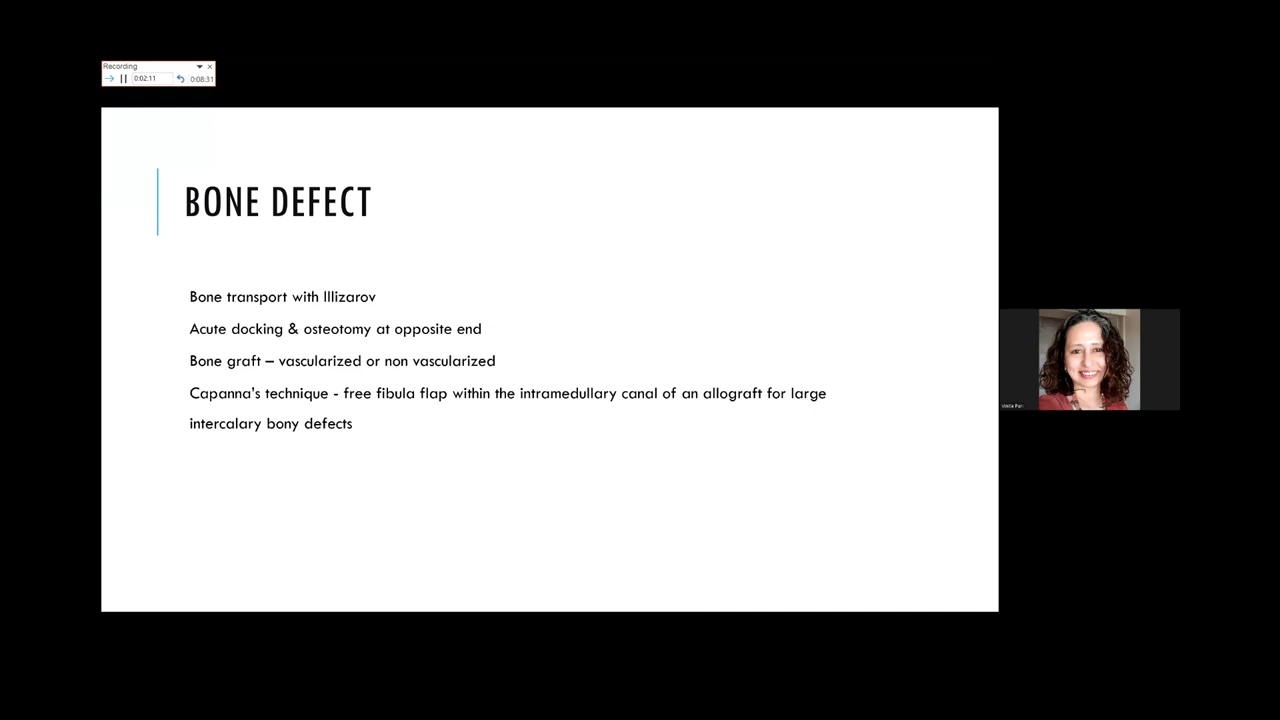 Recording
0:02:11
0:08:31
BONE DEFECT
Bone transport with Illizarov
Acute docking & osteotomy at opposite end
Bone graft – vascularized or non vascularized
Capanna's technique - free fibula flap within the intramedullary canal of an allograft for large
intercalary bony defects